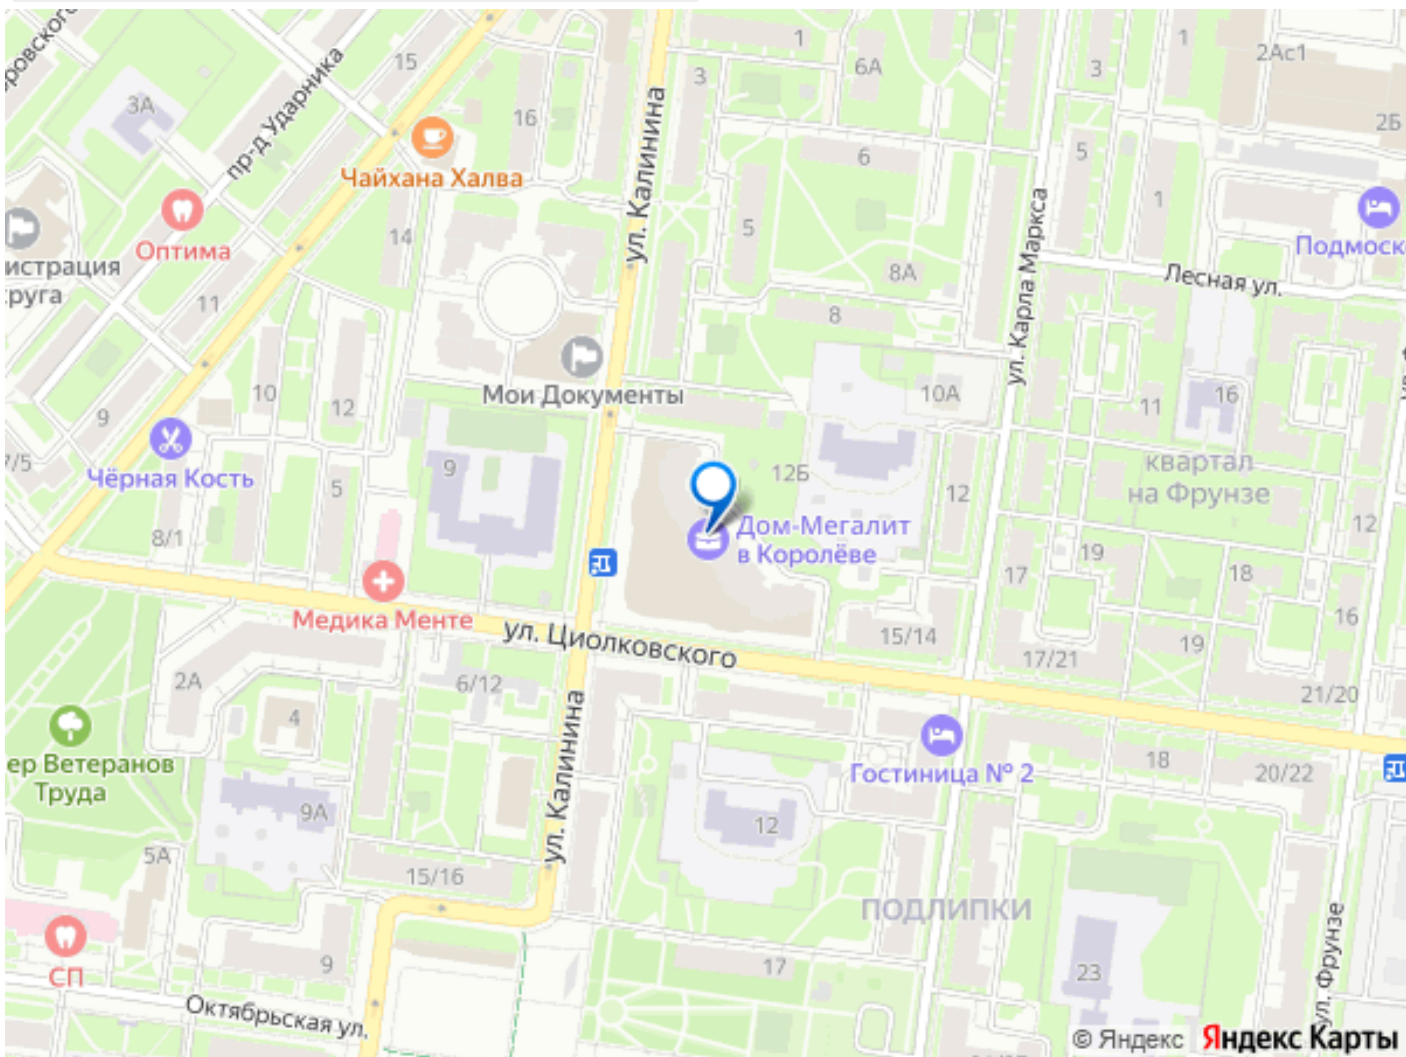 ровского
пр-д Ударника
15
3А
16
ул. Калинина
1
3
6А
1
3
2Ас1
2Б
Чайхана Халва
6
5
1
Оптима
14
5
ул. Карла Маркса
Подмоск
истрация
руга
11
8А
8
Лесная ул.
Мои Документы
10
12
9
10А
11
16
7/5
Чёрная Кость
9
5
12Б
12
квартал
на Фрунзе
12
8/1
Дом-Мегалит
в Королёве
17
19
18
16
Медика Менте
ул. Циолковского
15/14
17/21
19
21/20
2А
6/12
4
ул. Калинина
Гостиница № 2
18
20/22
ер Ветеранов
Труда
9А
12
5А
15/16
ПОДЛИПКИ
СП
9
17
23
ул. Фрунзе
Октябрьская ул.
© Яндекс Яндекс Карты